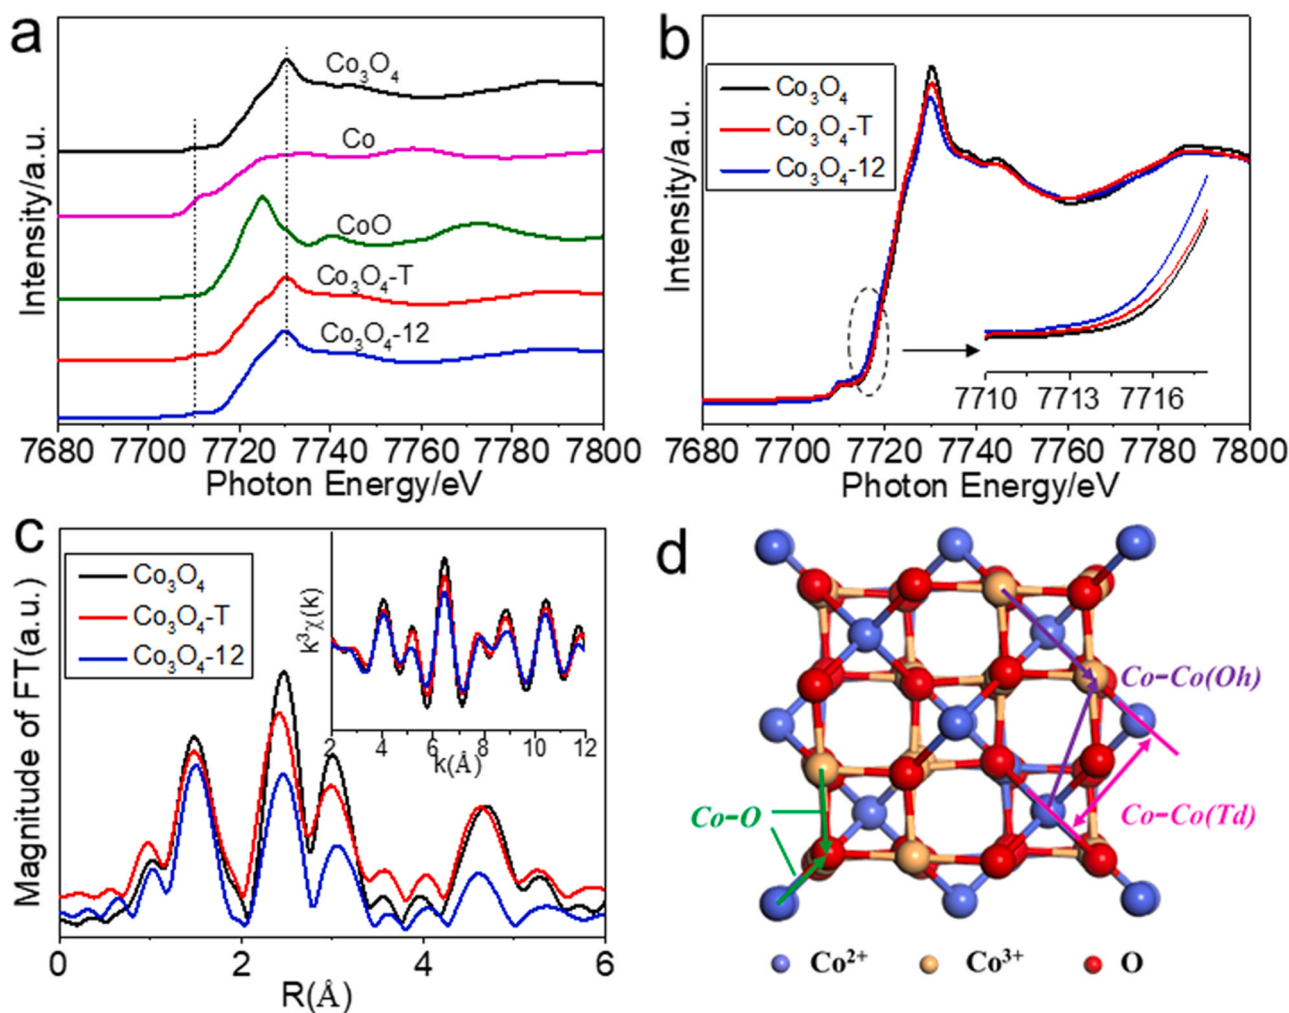 a
Co₃O₄
Co
CoO
Co₃O₄-T
Co₃O₄-12
Intensity/a.u.
7680 7700 7720 7740 7760 7780 7800
Photon Energy/eV
b
Co₃O₄
Co₃O₄-T
Co₃O₄-12
Intensity/a.u.
7710 7713 7716
7680 7700 7720 7740 7760 7780 7800
Photon Energy/eV
c
Co₃O₄
Co₃O₄-T
Co₃O₄-12
k³χ(k)
2 4 6 8 10 12
k(Å)
Magnitude of FT(a.u.)
0 2 4 6
R(Å)
d
Co-Co(Oh)
Co-O
Co-Co(Td)
Co²⁺ Co³⁺ O